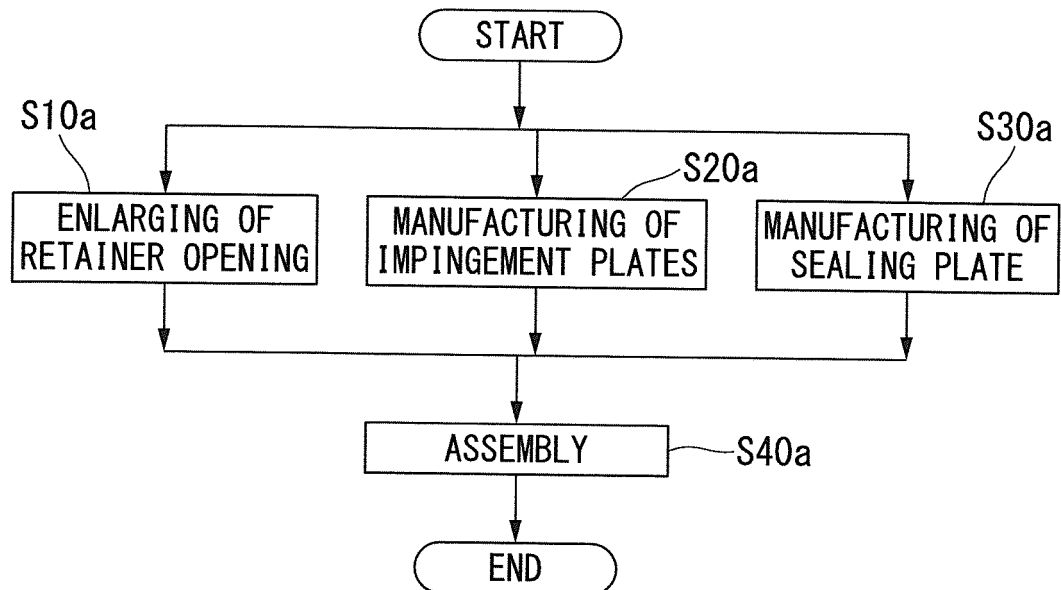 START
S10a
S20a
S30a
ENLARGING OF
RETAINER OPENING
MANUFACTURING OF
IMPINGEMENT PLATES
MANUFACTURING OF
SEALING PLATE
ASSEMBLY
S40a
END